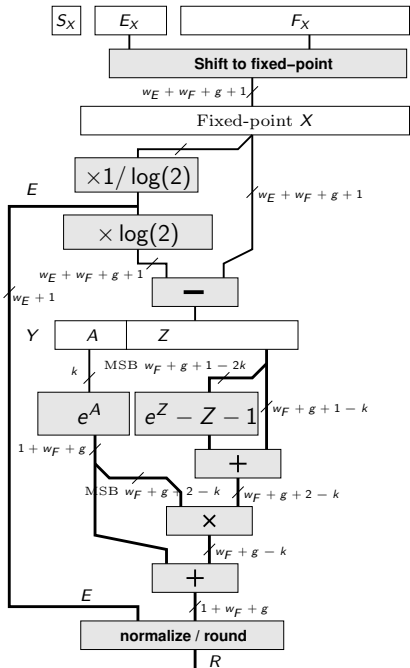 S_X E_X F_X
Shift to fixed–point
w_E + w_F + g + 1
Fixed-point X
×1/ log(2)
E
w_E + w_F + g + 1
× log(2)
w_E + w_F + g + 1
w_E + 1
−
Y A Z
MSB w_F + g + 1 − 2k
k
e^A e^Z − Z − 1
w_F + g + 1 − k
1 + w_F + g
+
MSB w_F + g + 2 − k
w_F + g + 2 − k
×
w_F + g − k
+
E
1 + w_F + g
normalize / round
R